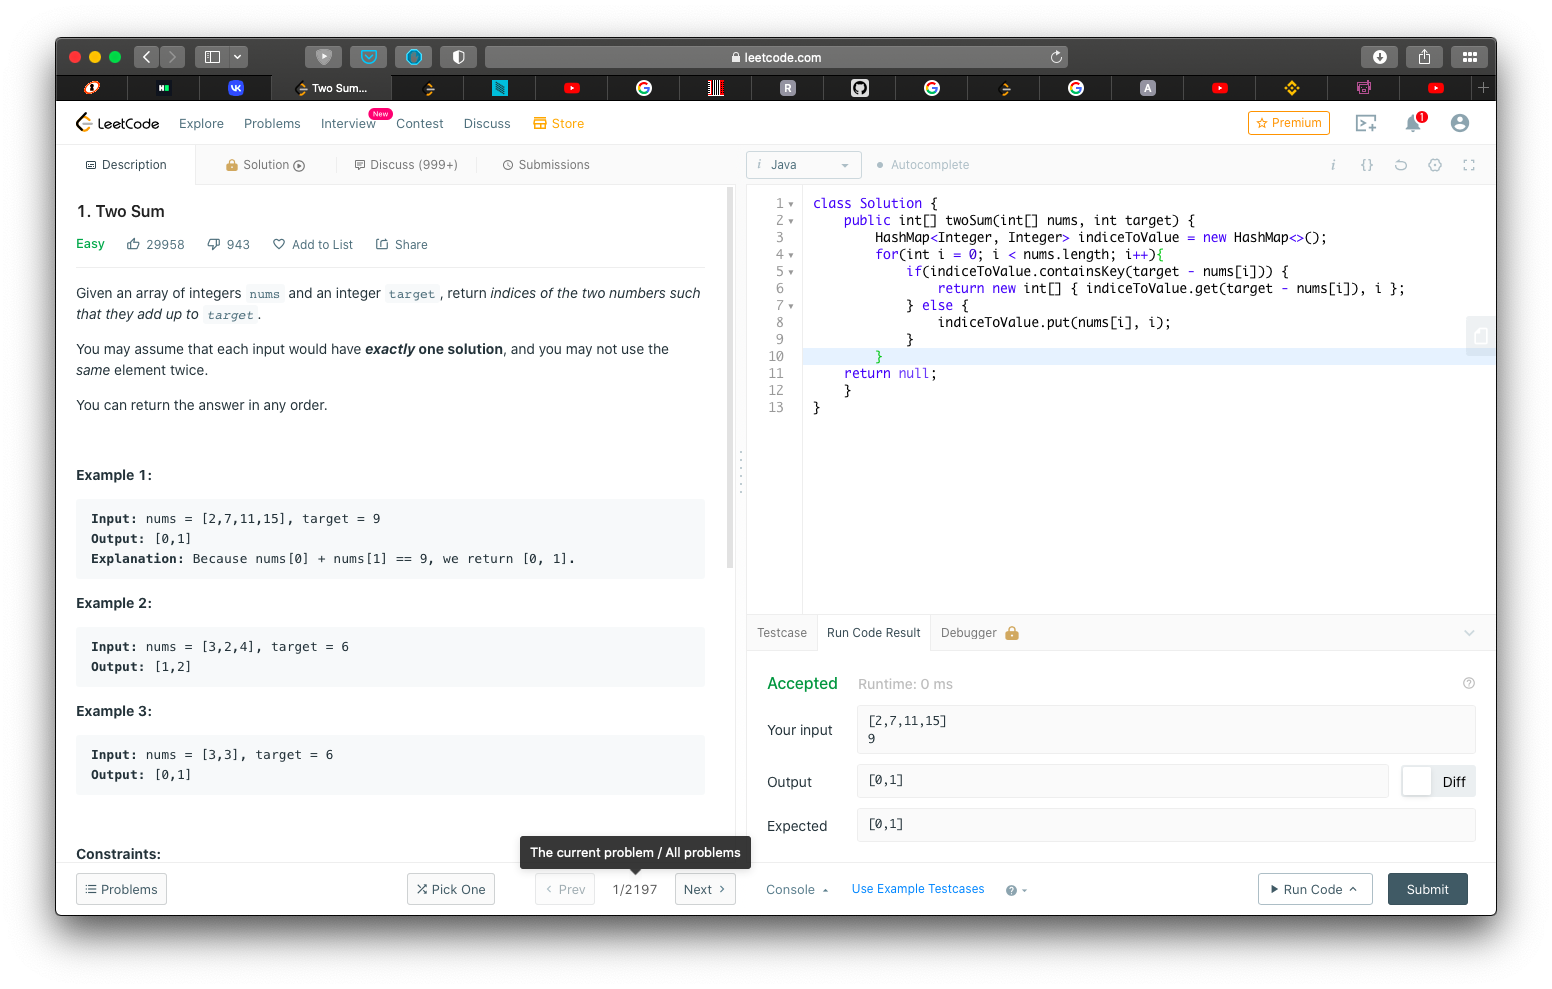 leetcode.com
H
VK
Two Sum...
R
A
LeetCode
Explore
Problems
Interview
New
Contest
Discuss
Store
Premium
1
Description
Solution
Discuss (999+)
Submissions
i
Java
Autocomplete
i
{}
1. Two Sum
Easy
29958
943
Add to List
Share
Given an array of integers nums and an integer target, return indices of the two numbers such
that they add up to target.
You may assume that each input would have exactly one solution, and you may not use the
same element twice.
You can return the answer in any order.
Example 1:
Input: nums = [2,7,11,15], target = 9
Output: [0,1]
Explanation: Because nums[0] + nums[1] == 9, we return [0, 1].
Example 2:
Input: nums = [3,2,4], target = 6
Output: [1,2]
Example 3:
Input: nums = [3,3], target = 6
Output: [0,1]
Constraints:
1 class Solution {
2 public int[] twoSum(int[] nums, int target) {
3 HashMap<Integer, Integer> indiceToValue = new HashMap<>();
4 for(int i = 0; i < nums.length; i++){
5 if(indiceToValue.containsKey(target - nums[i])) {
6 return new int[] { indiceToValue.get(target - nums[i]), i };
7 } else {
8 indiceToValue.put(nums[i], i);
9 }
10 }
11 return null;
12 }
13 }
Testcase
Run Code Result
Debugger
Accepted
Runtime: 0 ms
Your input
[2,7,11,15]
9
Output
[0,1]
Diff
Expected
[0,1]
The current problem / All problems
Problems
Pick One
Prev
1/2197
Next
Console
Use Example Testcases
Run Code
Submit